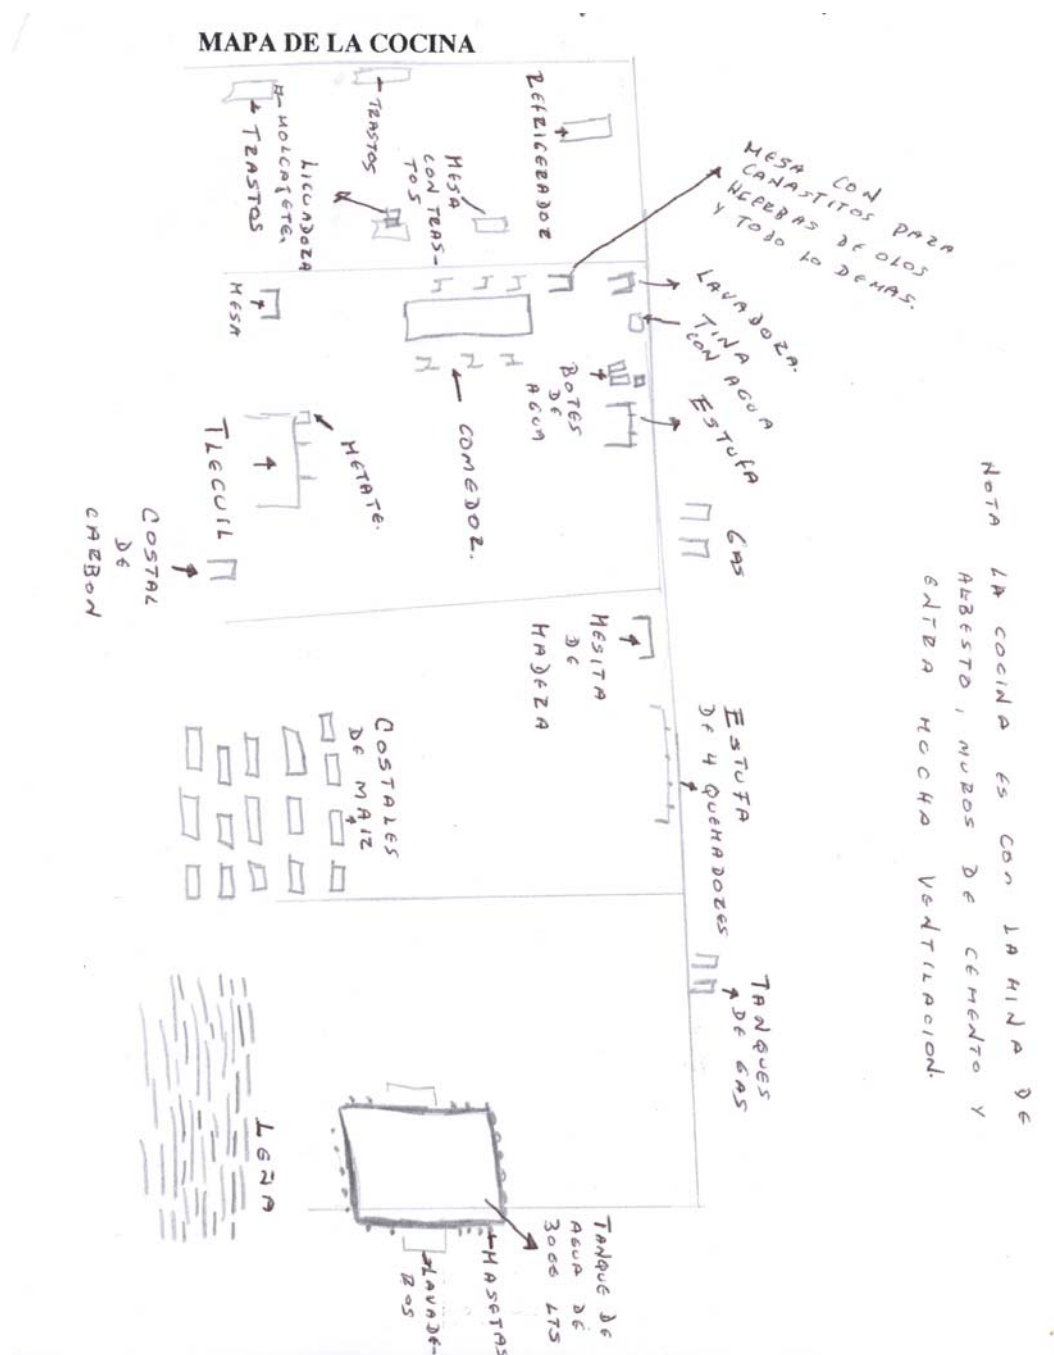 MAPA DE LA COCINA
REFRIGERADOR
TRASTOS
MESA
CON TRAS-
TOS
LICUADORA
MOLCAJETE.
TRASTOS
MESA CON
CANASTITOS PARA
HIERBAS DE OLOS
Y TODO LO DEMAS.
LAVADORA.
TINA
CON AGUA
ESTUFA
BOTES
DE
AGUA
COMEDOR.
MESA
METATE.
TLECUIL
COSTAL
DE
CARBON
GAS
MESITA
DE
MADERA
ESTUFA
DE 4 QUEMADORES
COSTALES
DE MAIZ
TANQUES
DE GAS
LEÑA
TANQUE DE
AGUA DE
3000 LTS
MASETAS
LAVADE-
ROS
NOTA LA COCINA ES CON LAMINA DE
ALBESTO, MUROS DE CEMENTO Y
ENTRA MOCHA VENTILACION.